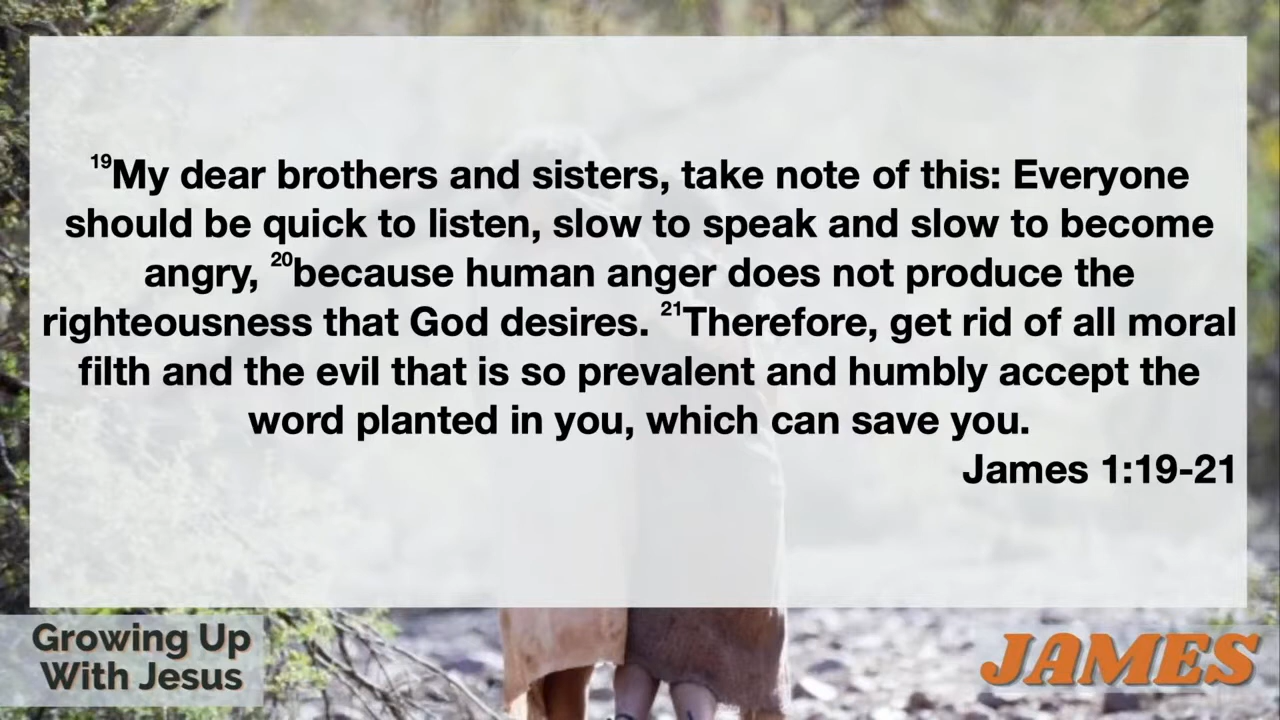 19My dear brothers and sisters, take note of this: Everyone
should be quick to listen, slow to speak and slow to become
angry, 20because human anger does not produce the
righteousness that God desires. 21Therefore, get rid of all moral
filth and the evil that is so prevalent and humbly accept the
word planted in you, which can save you.
James 1:19-21
Growing Up
With Jesus
JAMES